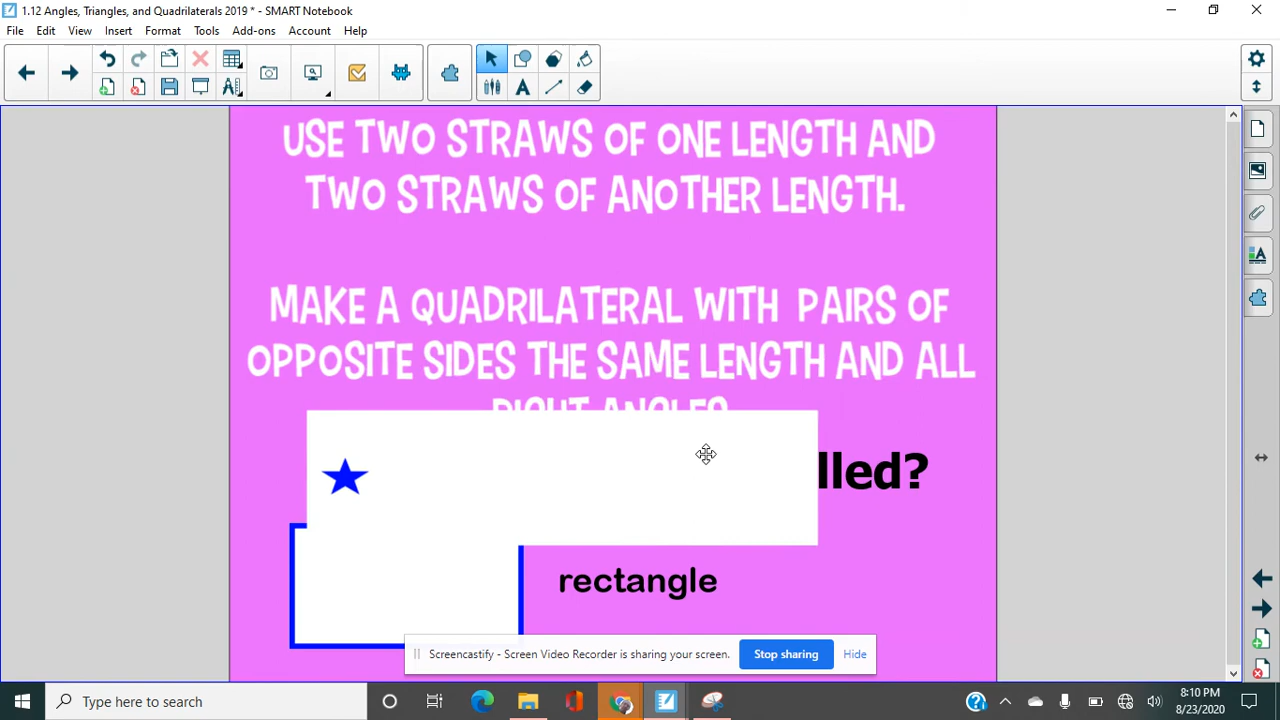 1.12 Angles, Triangles, and Quadrilaterals 2019 * - SMART Notebook
File Edit View Insert Format Tools Add-ons Account Help
USE TWO STRAWS OF ONE LENGTH AND
TWO STRAWS OF ANOTHER LENGTH.
MAKE A QUADRILATERAL WITH PAIRS OF
OPPOSITE SIDES THE SAME LENGTH AND ALL
RIGHT ANGLES
lled?
rectangle
Screencastify - Screen Video Recorder is sharing your screen. Stop sharing Hide
Type here to search
8:10 PM
8/23/2020